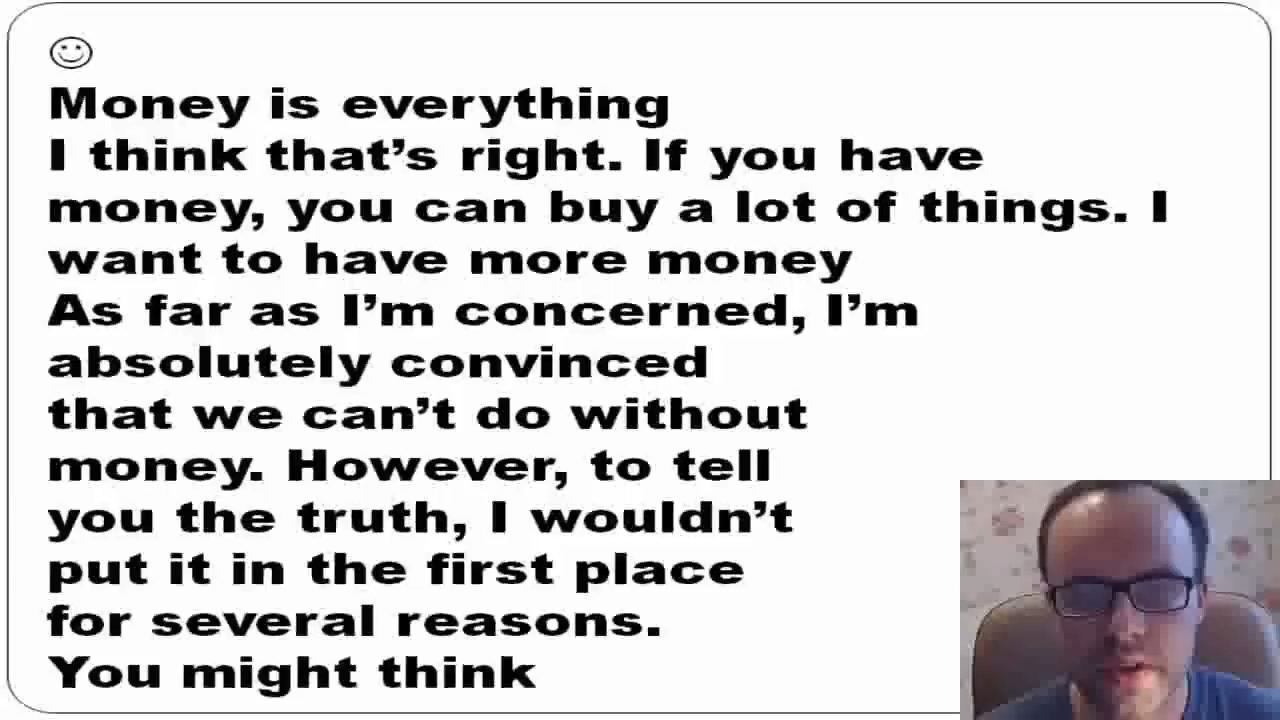 Money is everything
I think that’s right. If you have
money, you can buy a lot of things. I
want to have more money
As far as I’m concerned, I’m
absolutely convinced
that we can’t do without
money. However, to tell
you the truth, I wouldn’t
put it in the first place
for several reasons.
You might think